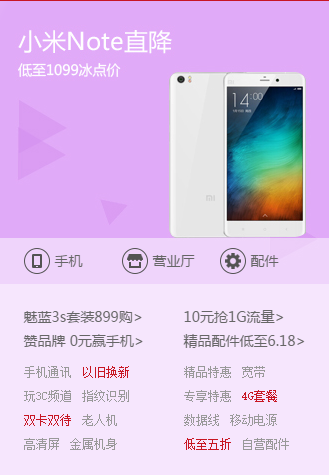 小米Note直降
低至1099冰点价
14:30
mi
手机 营业厅 配件
魅蓝3s套装899购> 10元抢1G流量>
赞品牌 0元赢手机> 精品配件低至6.18>
手机通讯 以旧换新 精品特惠 宽带
玩3C频道 指纹识别 专享特惠 4G套餐
双卡双待 老人机 数据线 移动电源
高清屏 金属机身 低至五折 自营配件